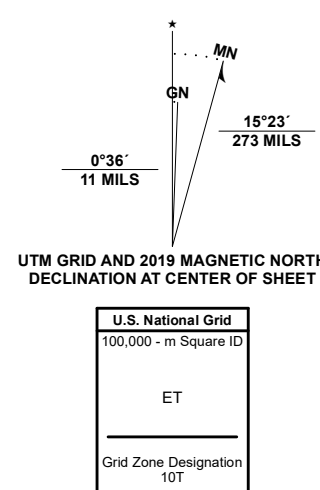 ★
MN
GN
15°23´
273 MILS
0°36´
11 MILS
UTM GRID AND 2019 MAGNETIC NORTH
DECLINATION AT CENTER OF SHEET
U.S. National Grid
100,000 - m Square ID
ET
Grid Zone Designation
10T